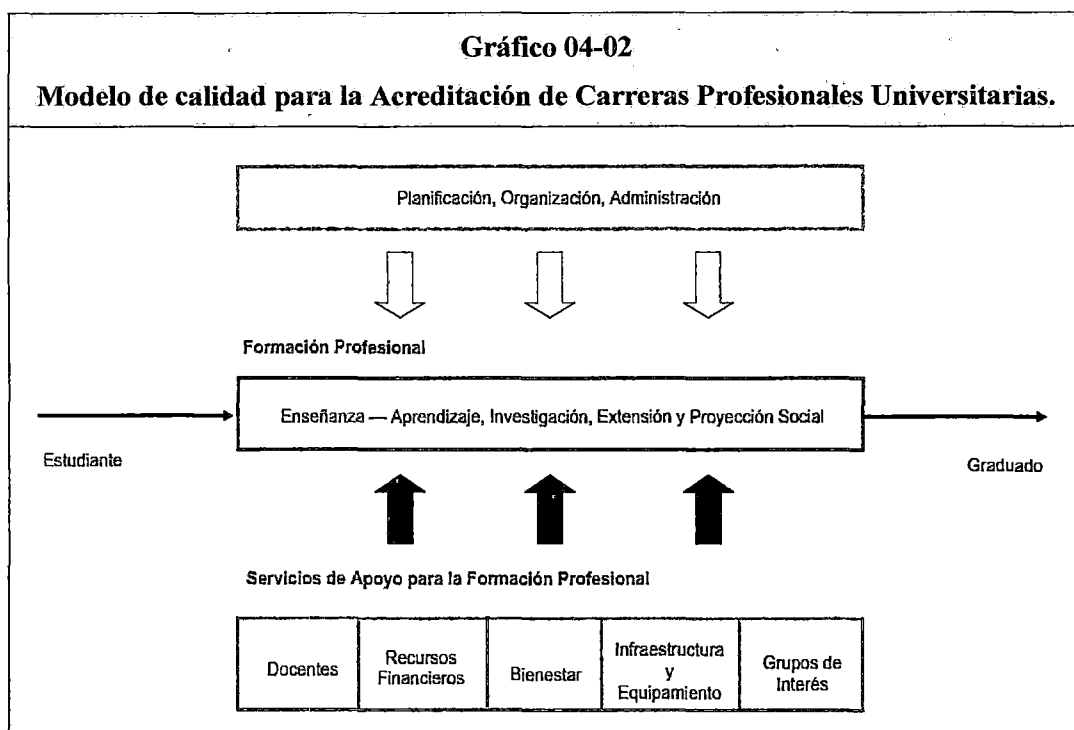 Gráfico 04-02
Modelo de calidad para la Acreditación de Carreras Profesionales Universitarias.
Planificación, Organización, Administración
Formación Profesional
Enseñanza — Aprendizaje, Investigación, Extensión y Proyección Social
Estudiante
Graduado
Servicios de Apoyo para la Formación Profesional
Docentes
Recursos
Financieros
Bienestar
Infraestructura
y
Equipamiento
Grupos de
Interés